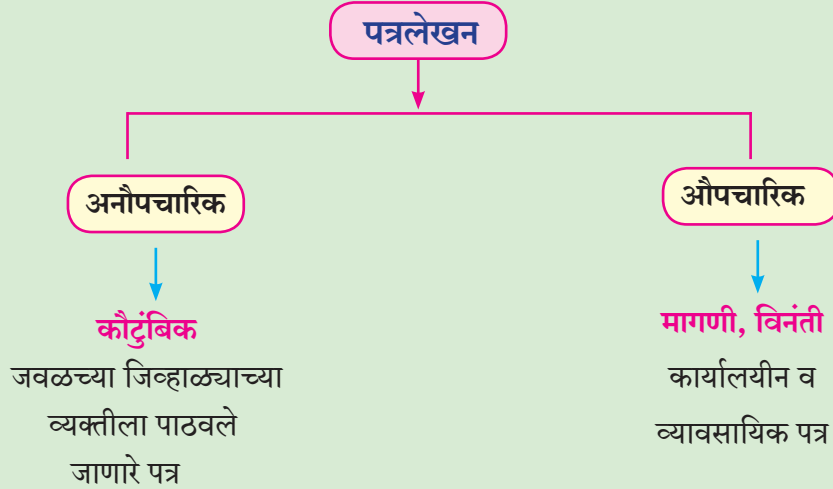 पत्रलेखन
अनौपचारिक
कौटुंबिक
जवळच्या जिव्हाळ्याच्या
व्यक्तीला पाठवले
जाणारे पत्र
औपचारिक
मागणी, विनंती
कार्यालयीन व
व्यावसायिक पत्र